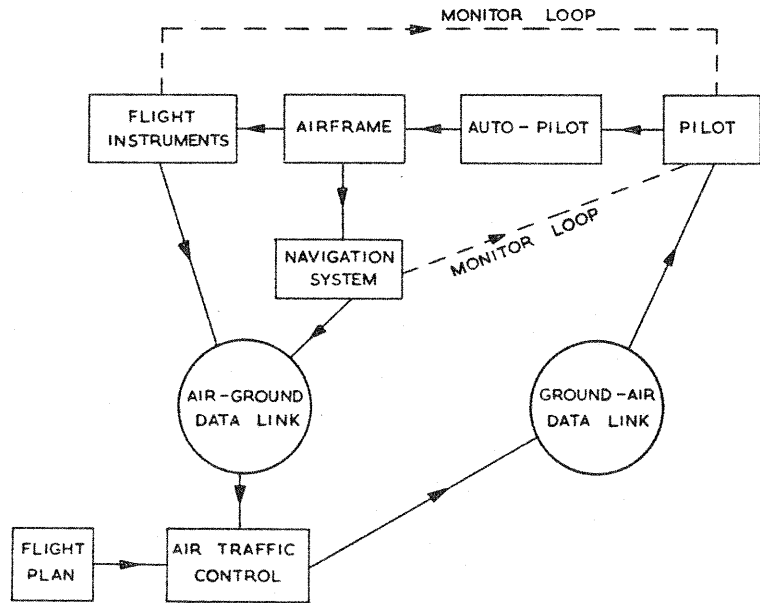 MONITOR LOOP
FLIGHT
INSTRUMENTS
AIRFRAME
AUTO-PILOT
PILOT
NAVIGATION
SYSTEM
MONITOR LOOP
AIR-GROUND
DATA LINK
GROUND-AIR
DATA LINK
FLIGHT
PLAN
AIR TRAFFIC
CONTROL